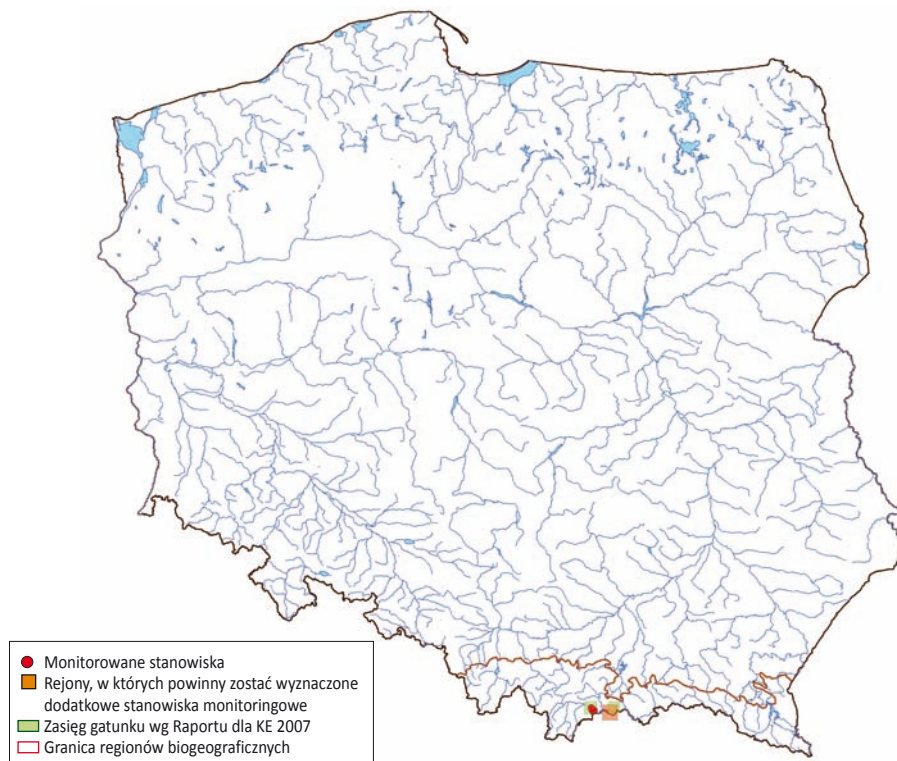 Monitorowane stanowiska
Rejony, w których powinny zostać wyznaczone
dodatkowe stanowiska monitoringowe
Zasięg gatunku wg Raportu dla KE 2007
Granica regionów biogeograficznych